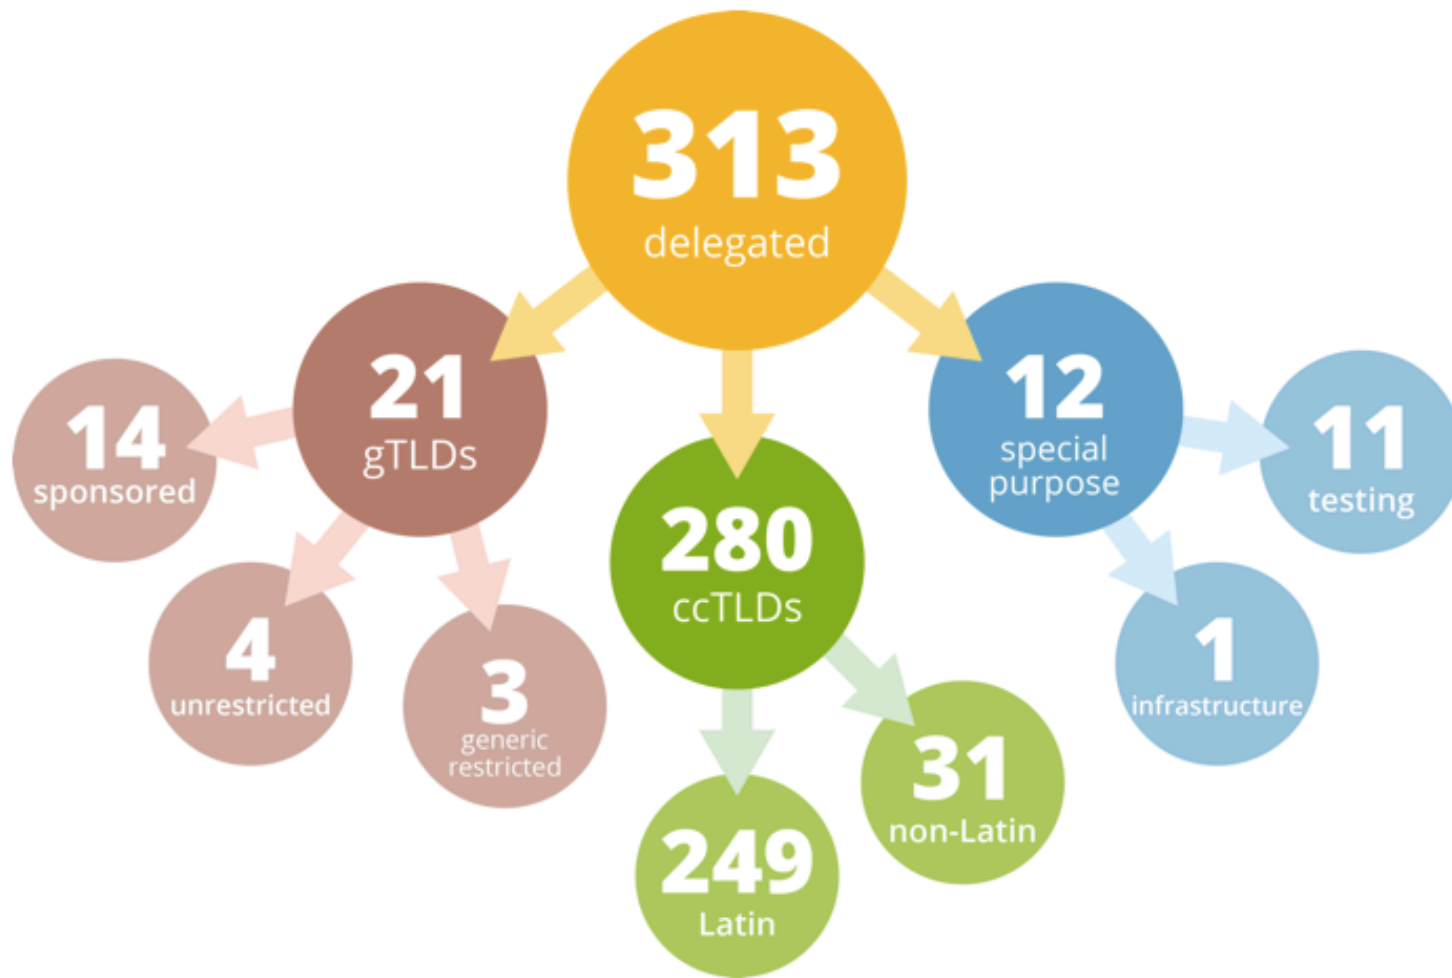 313
delegated
21
gTLDs
14
sponsored
4
unrestricted
3
generic
restricted
280
ccTLDs
249
Latin
31
non-Latin
12
special
purpose
11
testing
1
infrastructure